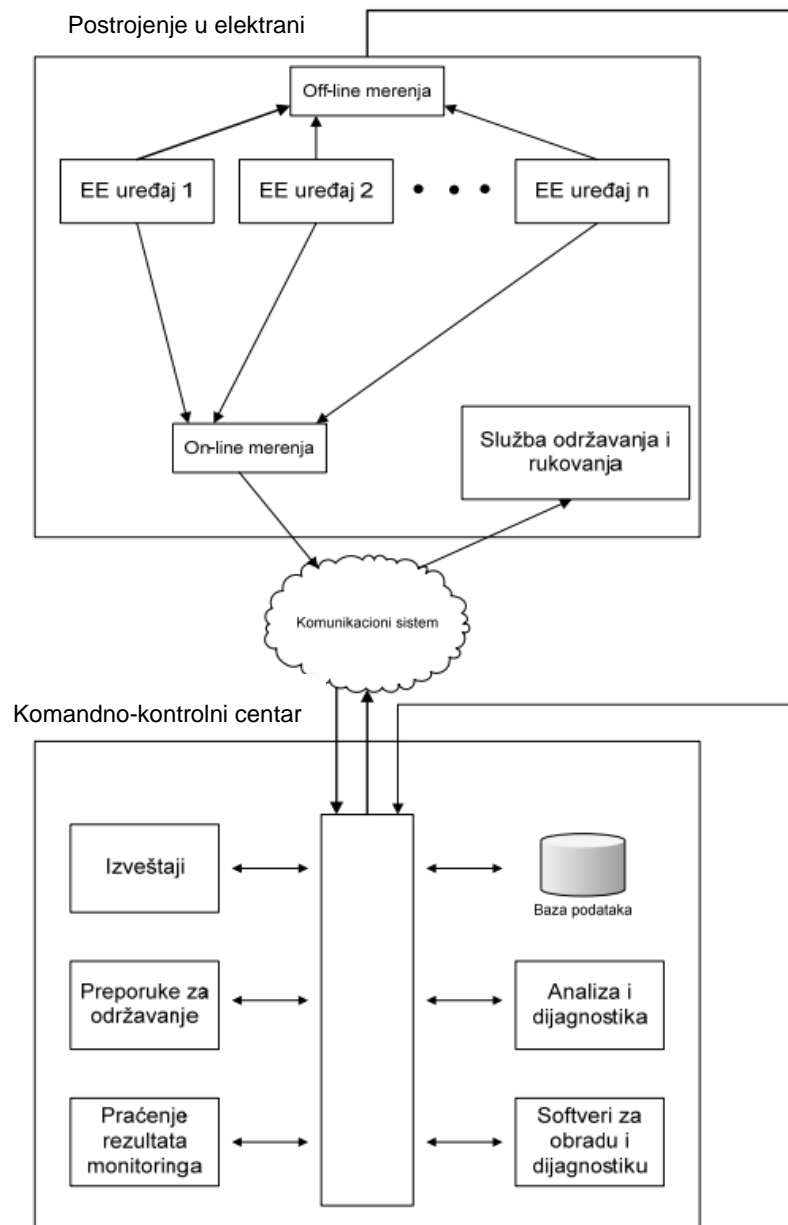 Postrojenje u elektrani
Off-line merenja
EE uređaj 1
EE uređaj 2
EE uređaj n
On-line merenja
Služba održavanja i
rukovanja
Komunikacioni sistem
Komandno-kontrolni centar
Izveštaji
Baza podataka
Preporuke za
održavanje
Analiza i
dijagnostika
Praćenje
rezultata
monitoringa
Softveri za
obradu i
dijagnostiku